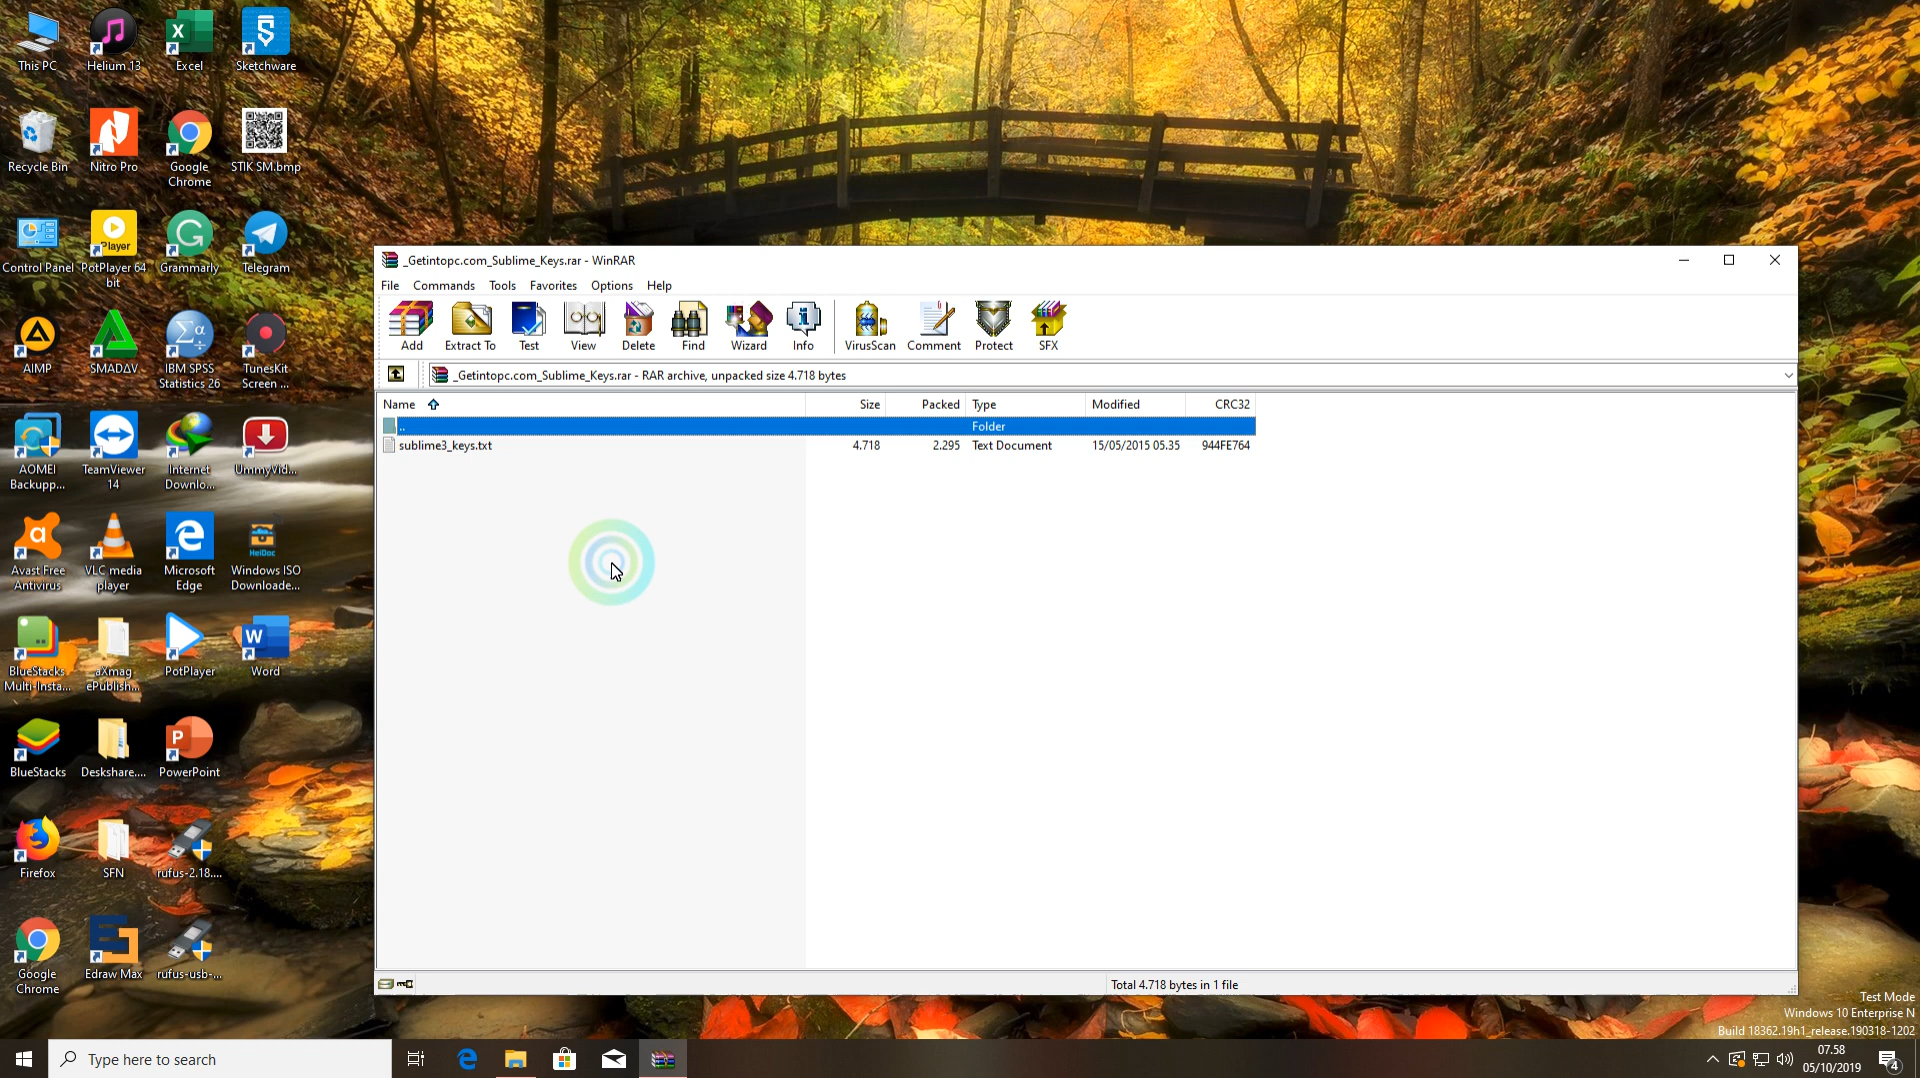 This PC
Helium 13
Excel
Sketchware
Recycle Bin
Nitro Pro
Google
Chrome
STIK SM.bmp
Control Panel
Player
PotPlayer 64
bit
Grammarly
Telegram
AIMP
SMADΔV
Σα
IBM SPSS
Statistics 26
TunesKit
Screen ...
AOMEI
Backupp...
TeamViewer
14
Internet
Downlo...
UmmyVid...
Avast Free
Antivirus
VLC media
player
Microsoft
Edge
HeiDoc
Windows ISO
Downloade...
BlueStacks
Multi-Insta...
aXmag
ePublish...
PotPlayer
Word
BlueStacks
Deskshare....
PowerPoint
Firefox
SFN
rufus-2.18....
Google
Chrome
Edraw Max
rufus-usb-...
_Getintopc.com_Sublime_Keys.rar - WinRAR
File Commands Tools Favorites Options Help
Add Extract To Test View Delete Find Wizard Info VirusScan Comment Protect SFX
_Getintopc.com_Sublime_Keys.rar - RAR archive, unpacked size 4.718 bytes
Name Size Packed Type Modified CRC32
.. Folder
sublime3_keys.txt 4.718 2.295 Text Document 15/05/2015 05.35 944FE764
Total 4.718 bytes in 1 file
Test Mode
Windows 10 Enterprise N
Build 18362.19h1_release.190318-1202
Type here to search
07.58
05/10/2019
4